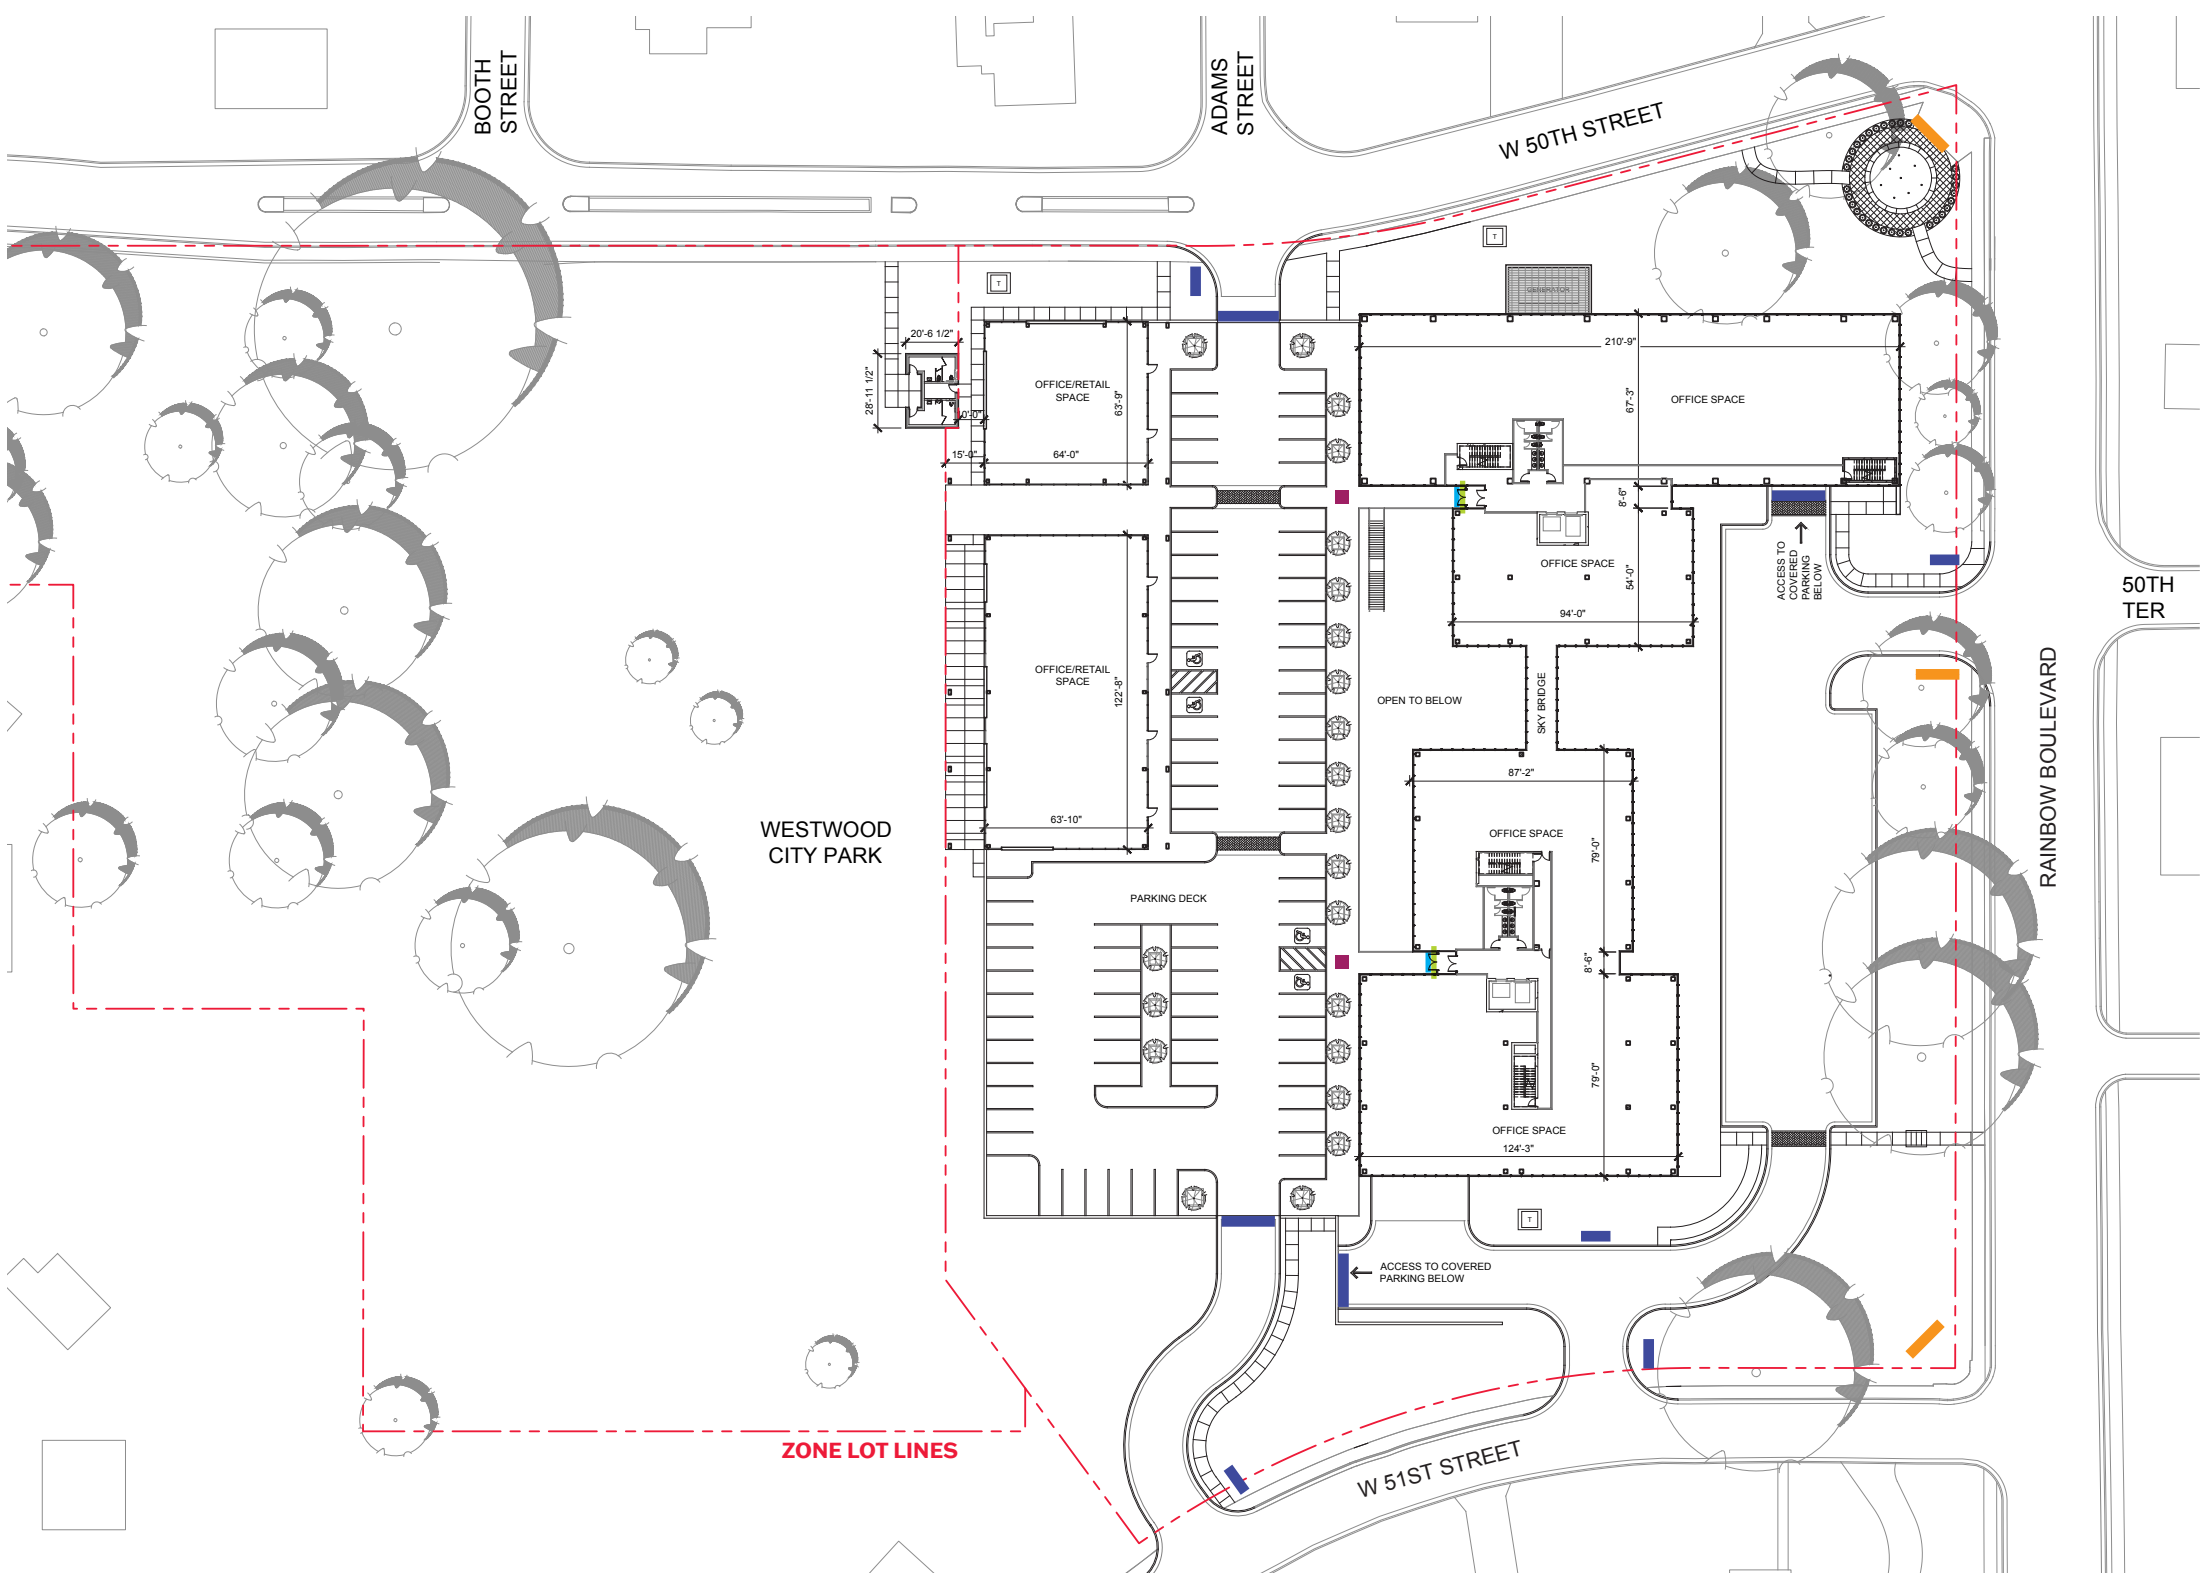 BOOTH
STREET
ADAMS
STREET
W 50TH STREET
T
T
GENERATOR
20'-6 1/2"
28'-11 1/2"
OFFICE/RETAIL
SPACE
63'-9"
210'-9"
67'-3"
OFFICE SPACE
15'-0"
64'-0"
8'-6"
OFFICE SPACE
54'-0"
94'-0"
ACCESS TO
COVERED
PARKING
BELOW
50TH
TER
OFFICE/RETAIL
SPACE
122'-8"
OPEN TO BELOW
SKY BRIDGE
RAINBOW BOULEVARD
87'-2"
63'-10"
WESTWOOD
CITY PARK
OFFICE SPACE
79'-0"
PARKING DECK
8'-6"
79'-0"
OFFICE SPACE
124'-3"
T
ACCESS TO COVERED
PARKING BELOW
ZONE LOT LINES
W 51ST STREET